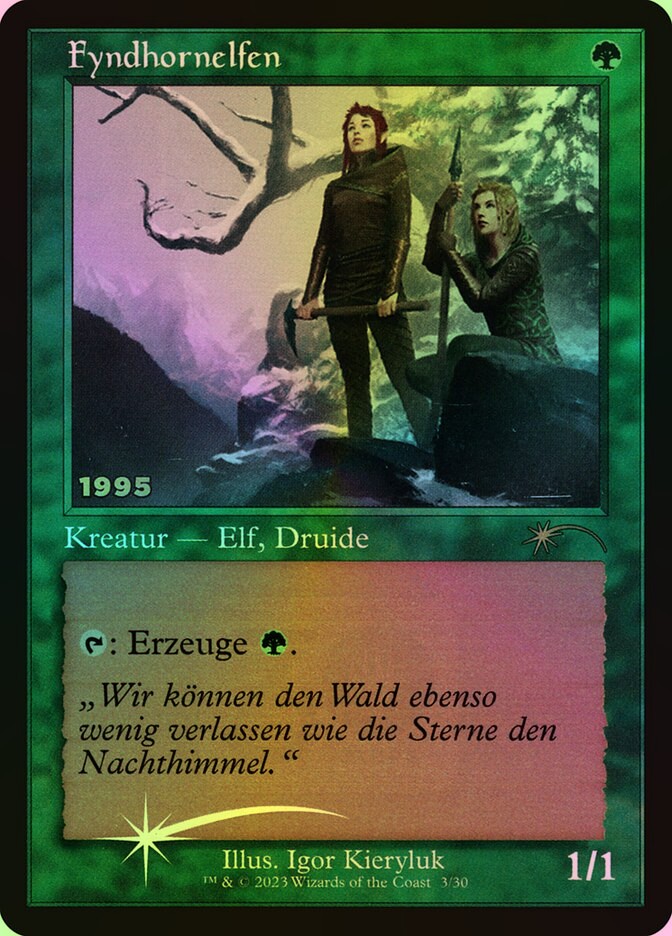 Fyndhornelfen
1995
Kreatur — Elf, Druide
: Erzeuge .
„Wir können den Wald ebenso
wenig verlassen wie die Sterne den
Nachthimmel.“
Illus. Igor Kieryluk
™ & © 2023 Wizards of the Coast 3/30
1/1